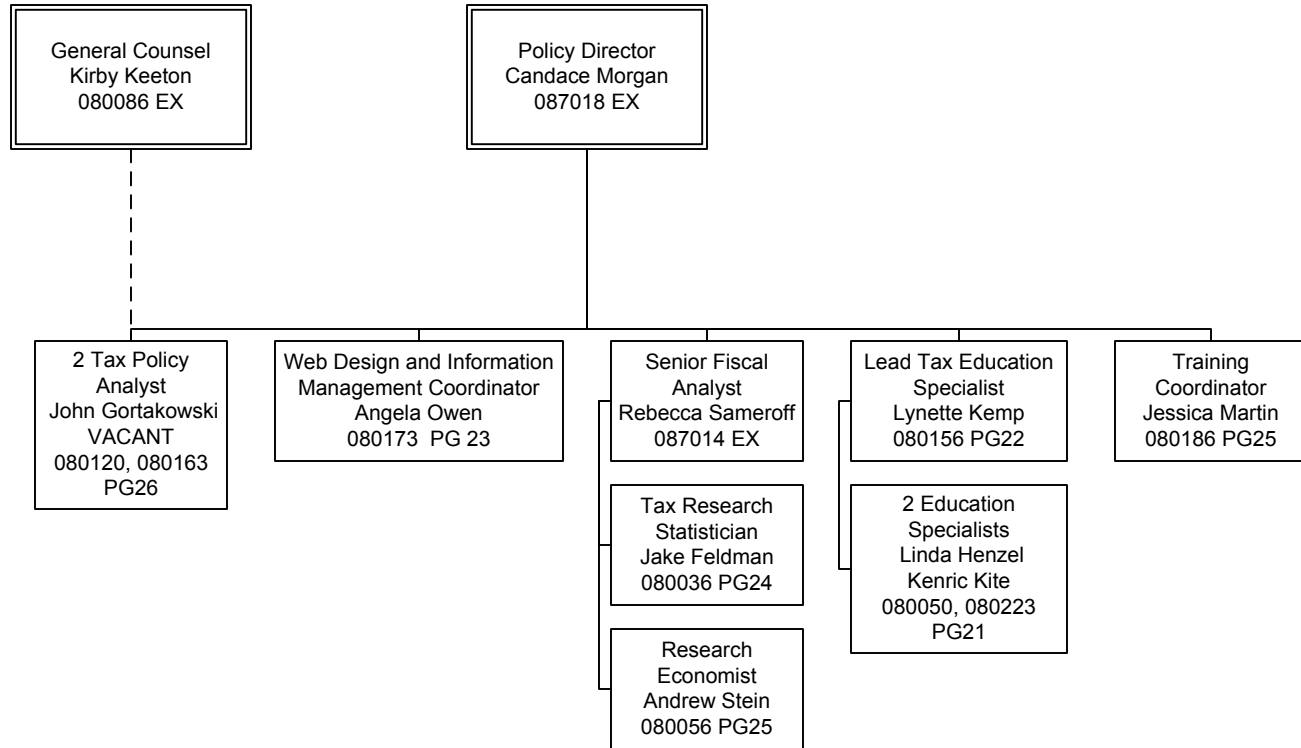 General Counsel
Kirby Keeton
080086 EX
Policy Director
Candace Morgan
087018 EX
2 Tax Policy
Analyst
John Gortakowski
VACANT
080120, 080163
PG26
Web Design and Information
Management Coordinator
Angela Owen
080173  PG 23
Senior Fiscal
Analyst
Rebecca Sameroff
087014 EX
Lead Tax Education
Specialist
Lynette Kemp
080156 PG22
Training
Coordinator
Jessica Martin
080186 PG25
Tax Research
Statistician
Jake Feldman
080036 PG24
2 Education
Specialists
Linda Henzel
Kenric Kite
080050, 080223
PG21
Research
Economist
Andrew Stein
080056 PG25